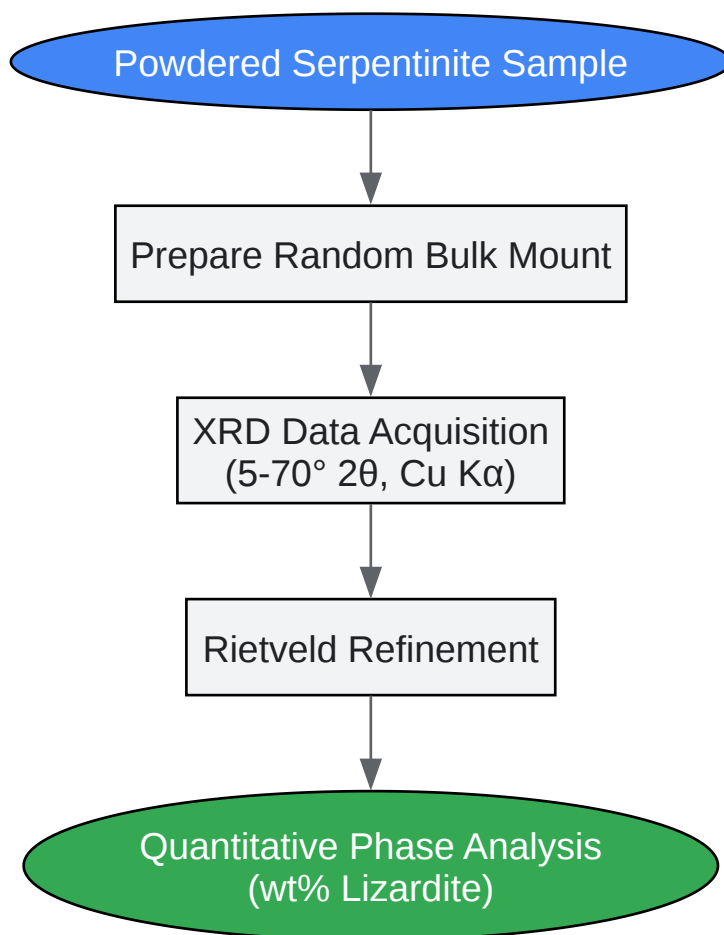 Powdered Serpentinite Sample
Prepare Random Bulk Mount
XRD Data Acquisition
(5-70° 2θ, Cu Kα)
Rietveld Refinement
Quantitative Phase Analysis
(wt% Lizardite)